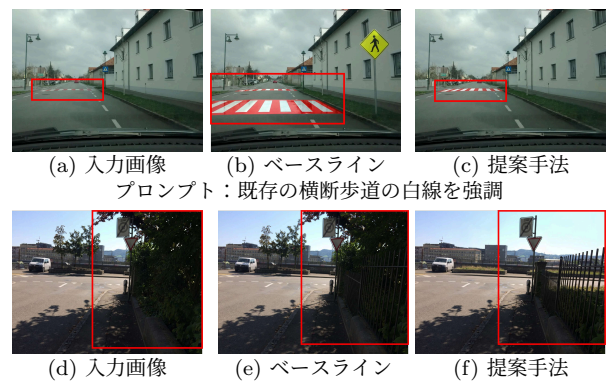 (a) 入力画像 (b) ベースライン (c) 提案手法
プロンプト：既存の横断歩道の白線を強調
(d) 入力画像 (e) ベースライン (f) 提案手法